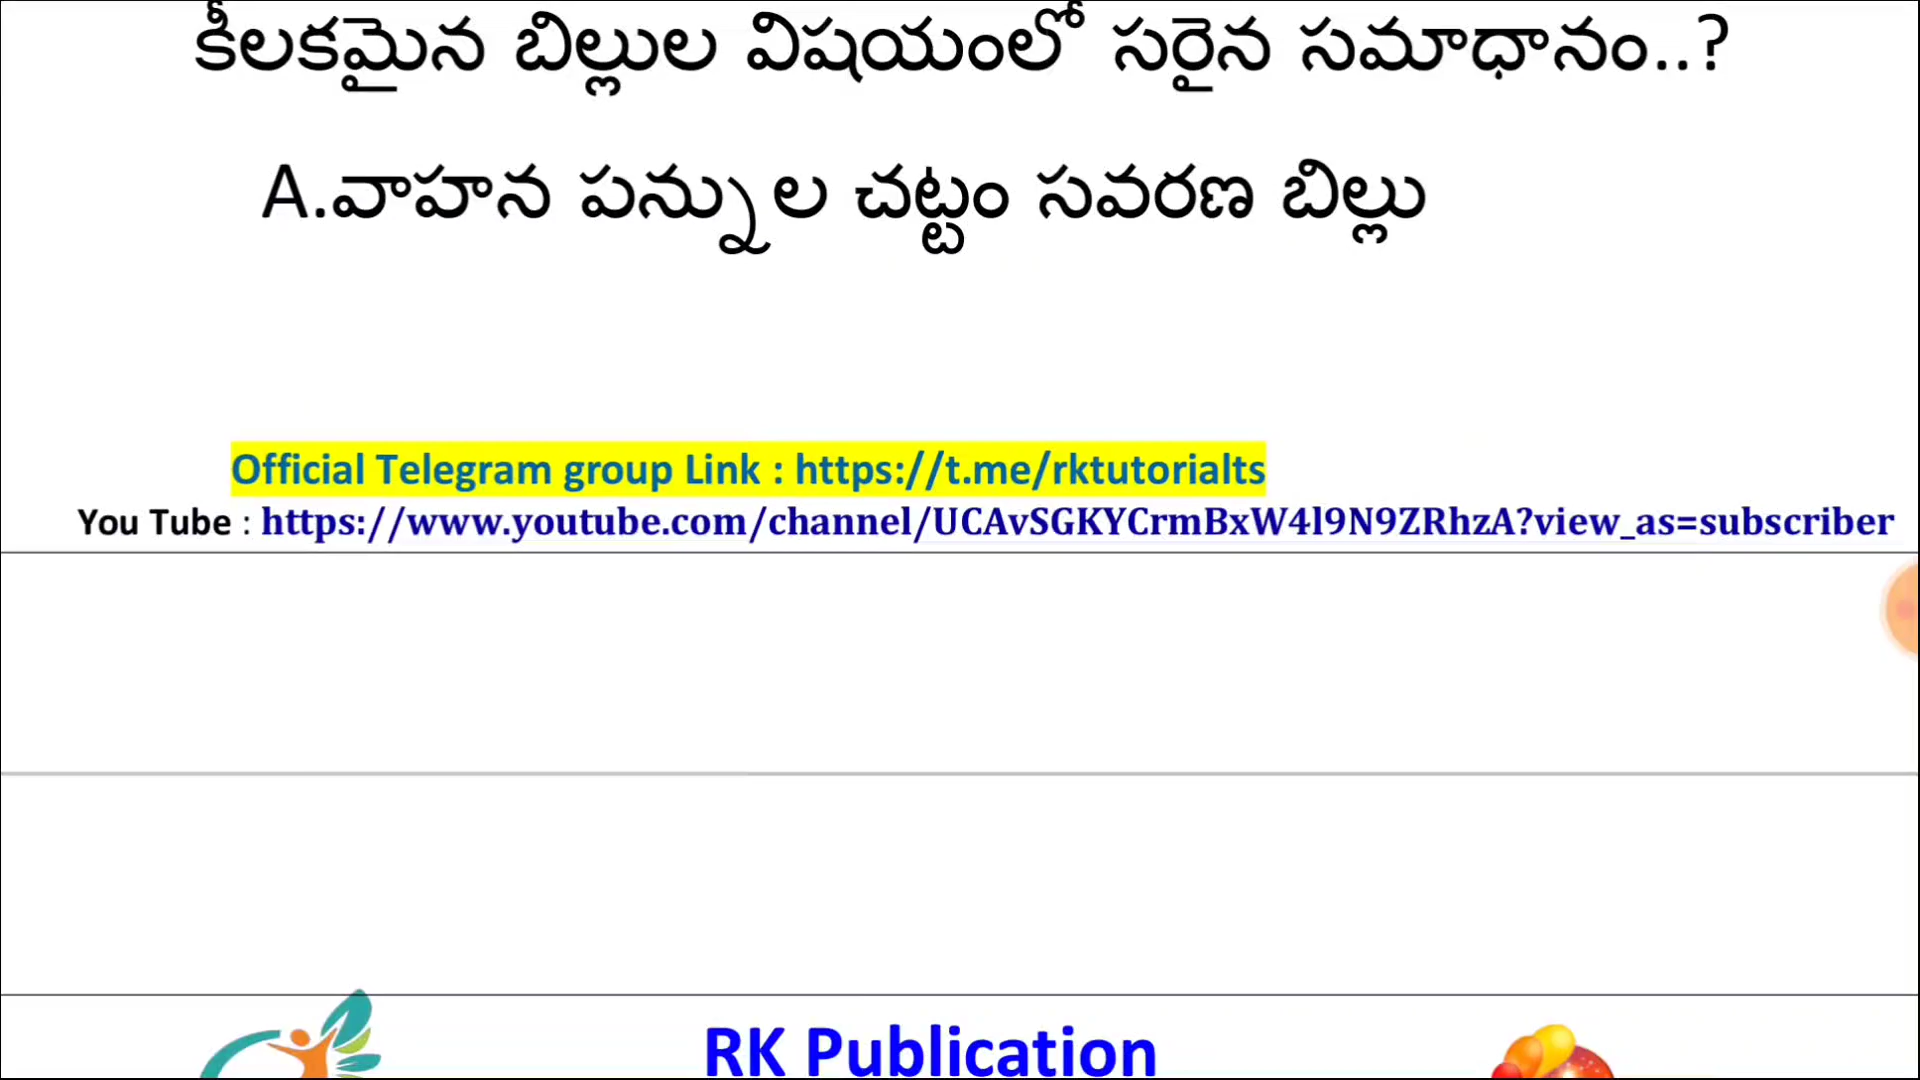 కీలకమైన బిల్లుల విషయంలో సరైన సమాధానం..?
A.వాహన పన్నుల చట్టం సవరణ బిల్లు
Official Telegram group Link : https://t.me/rktutorialts
You Tube : https://www.youtube.com/channel/UCAvSGKYCrmBxW4l9N9ZRhzA?view_as=subscriber
RK Publication